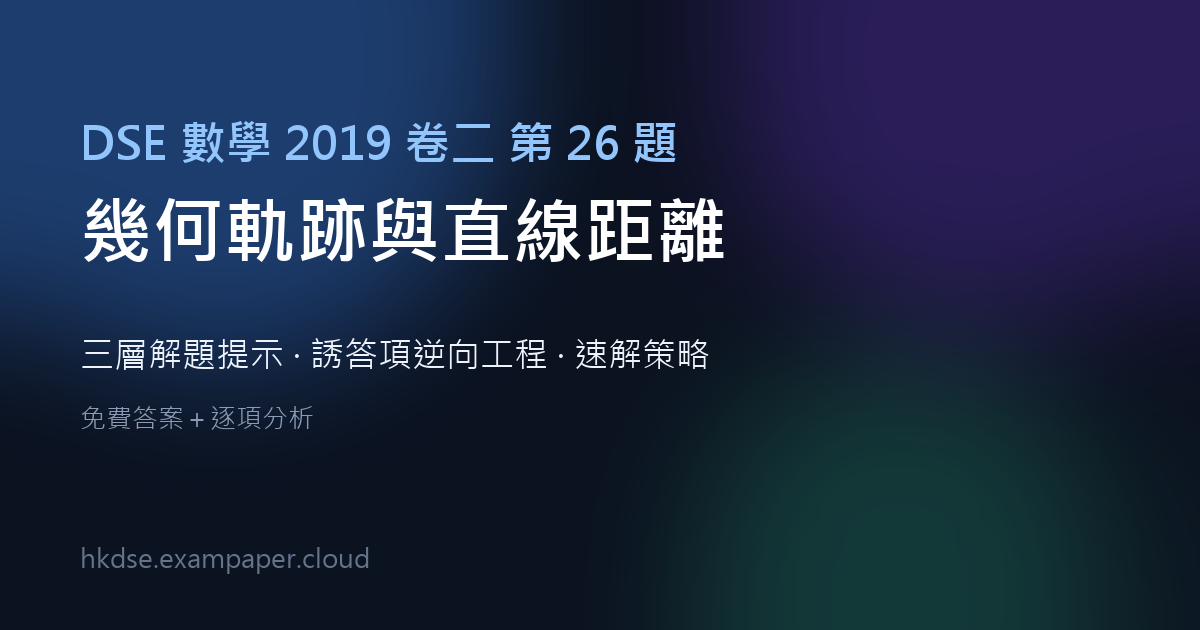 DSE 數學 2019 卷二 第 26 題
幾何軌跡與直線距離
三層解題提示 · 誘答項逆向工程 · 速解策略
免費答案 + 逐項分析
hkdse.exampaper.cloud